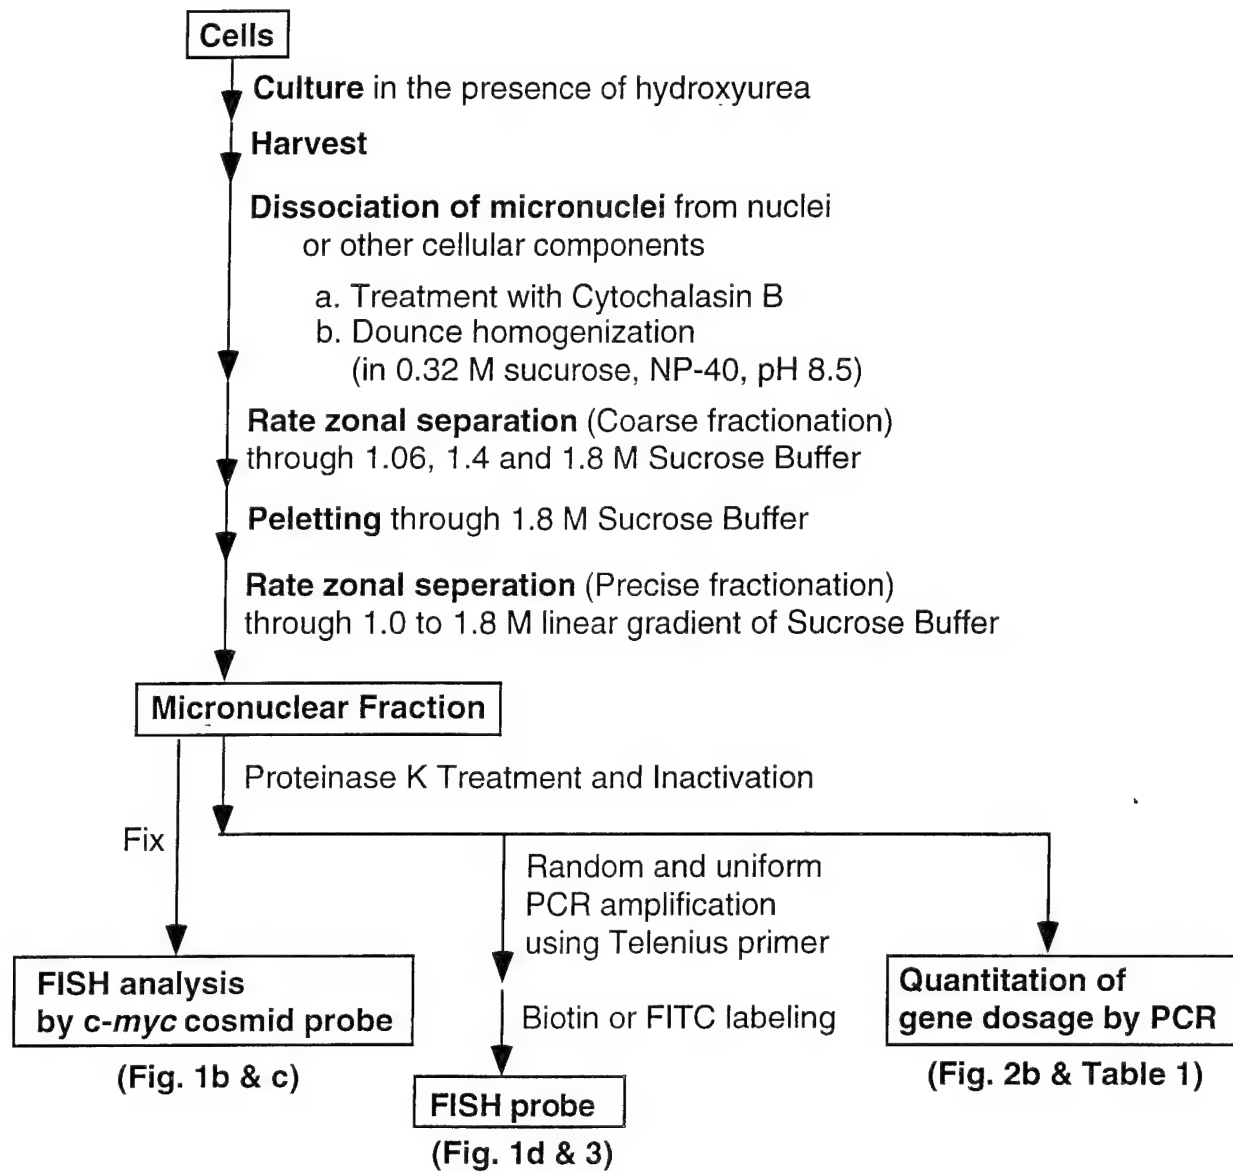 Cells
Culture in the presence of hydroxyurea
Harvest
Dissociation of micronuclei from nuclei
or other cellular components
a. Treatment with Cytochalasin B
b. Dounce homogenization
(in 0.32 M sucurose, NP-40, pH 8.5)
Rate zonal separation (Coarse fractionation)
through 1.06, 1.4 and 1.8 M Sucrose Buffer
Peletting through 1.8 M Sucrose Buffer
Rate zonal seperation (Precise fractionation)
through 1.0 to 1.8 M linear gradient of Sucrose Buffer
Micronuclear Fraction
Proteinase K Treatment and Inactivation
Fix
Random and uniform
PCR amplification
using Telenius primer
FISH analysis
by c-myc cosmid probe
(Fig. 1b & c)
Biotin or FITC labeling
FISH probe
(Fig. 1d & 3)
Quantitation of
gene dosage by PCR
(Fig. 2b & Table 1)